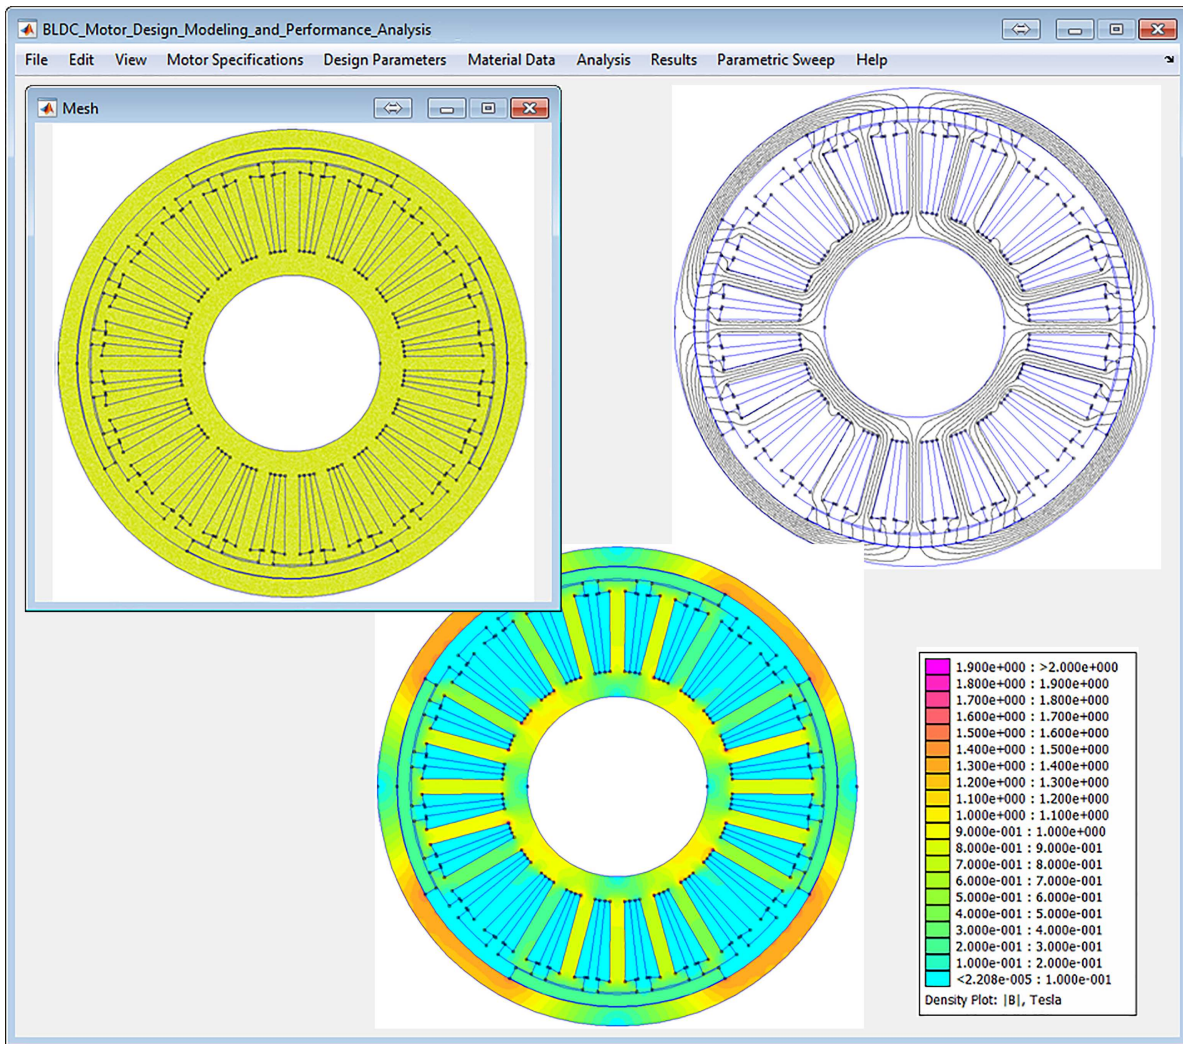 BLDC_Motor_Design_Modeling_and_Performance_Analysis
File Edit View Motor Specifications Design Parameters Material Data Analysis Results Parametric Sweep Help
Mesh
1.900e+000 : >2.000e+000
1.800e+000 : 1.900e+000
1.700e+000 : 1.800e+000
1.600e+000 : 1.700e+000
1.500e+000 : 1.600e+000
1.400e+000 : 1.500e+000
1.300e+000 : 1.400e+000
1.200e+000 : 1.300e+000
1.100e+000 : 1.200e+000
1.000e+000 : 1.100e+000
9.000e-001 : 1.000e+000
8.000e-001 : 9.000e-001
7.000e-001 : 8.000e-001
6.000e-001 : 7.000e-001
5.000e-001 : 6.000e-001
4.000e-001 : 5.000e-001
3.000e-001 : 4.000e-001
2.000e-001 : 3.000e-001
1.000e-001 : 2.000e-001
<2.208e-005 : 1.000e-001
Density Plot: |B|, Tesla